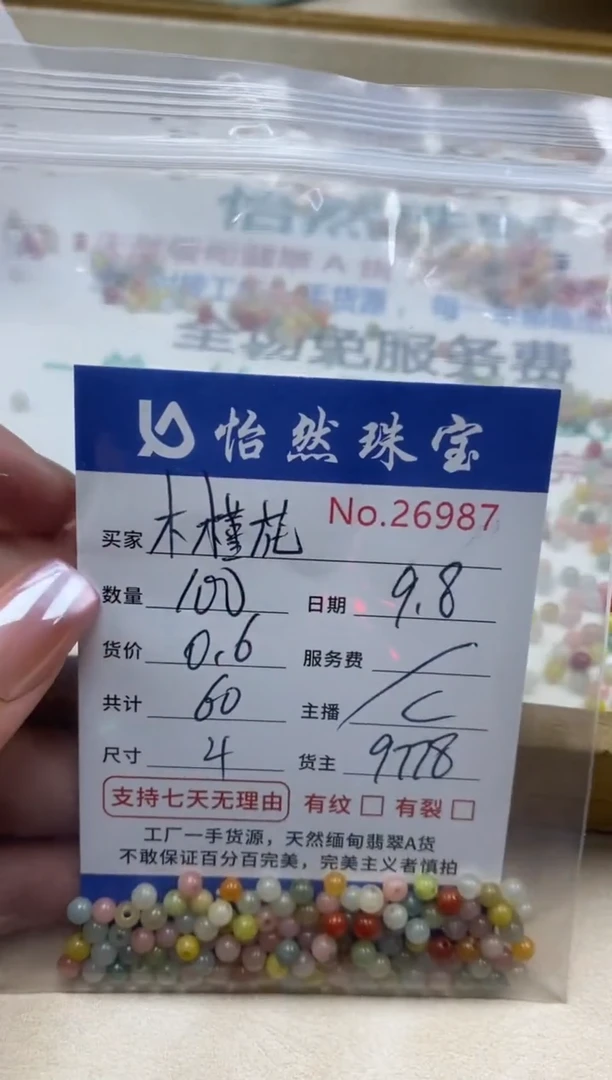 全场免服务费
怡然珠宝
No.26987
买家 木槿花
数量 100 日期 9.8
货价 0.6 服务费 /
共计 60 主播 C
尺寸 4 货主 9778
支持七天无理由 有纹 □ 有裂 □
工厂一手货源，天然缅甸翡翠A货
不敢保证百分百完美，完美主义者慎拍